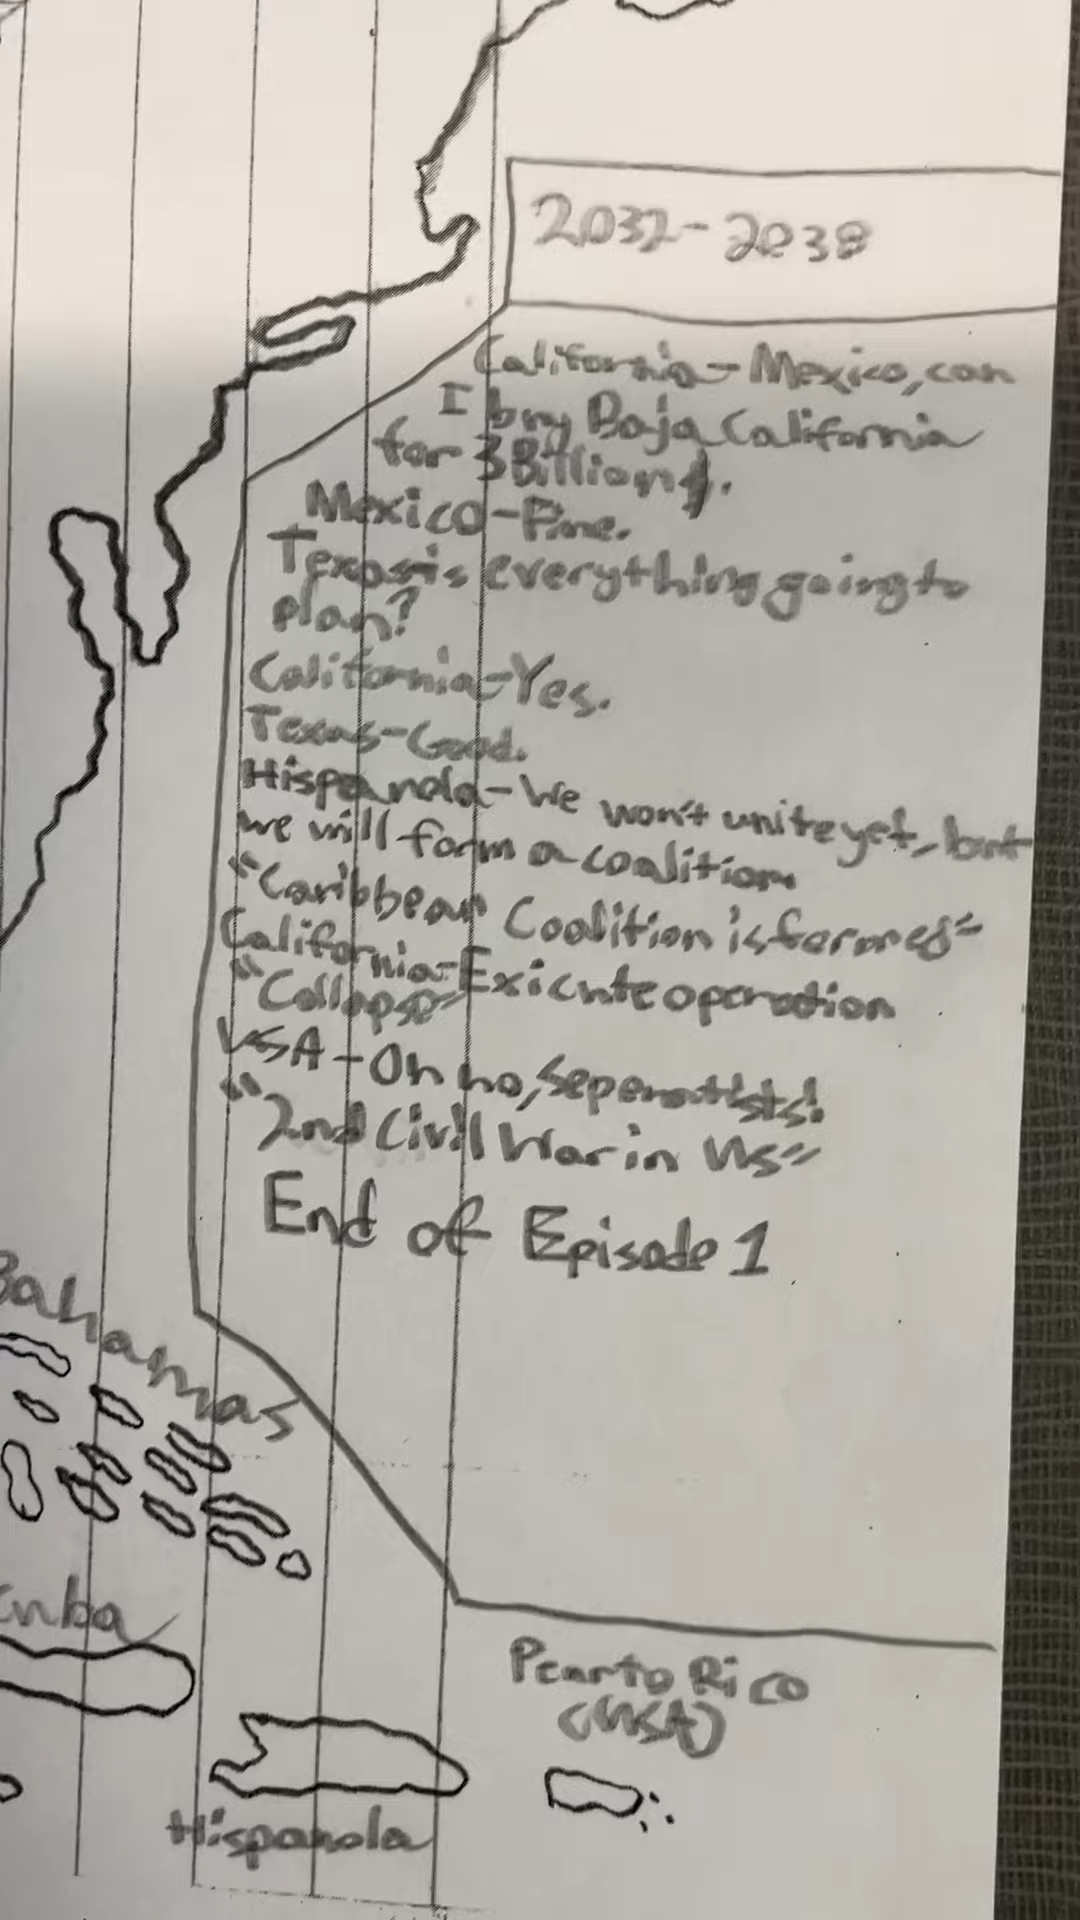 2032-2038
California-Mexico, can
I buy Baja California
for 3 Billion$.
Mexico-Fine.
Texas-is everything going to
plan?
California-Yes.
Texas-Good.
Hispanola-We won't unite yet, but
we will form a coalition.
"Caribbean Coalition is formed"
California-Exicute operation
"Collapse"
USA-Oh no, seperatists!
"2nd Civil War in US"
End of Episode 1
Bahamas
Cuba
Peurto Rico
(USA)
Hispanola